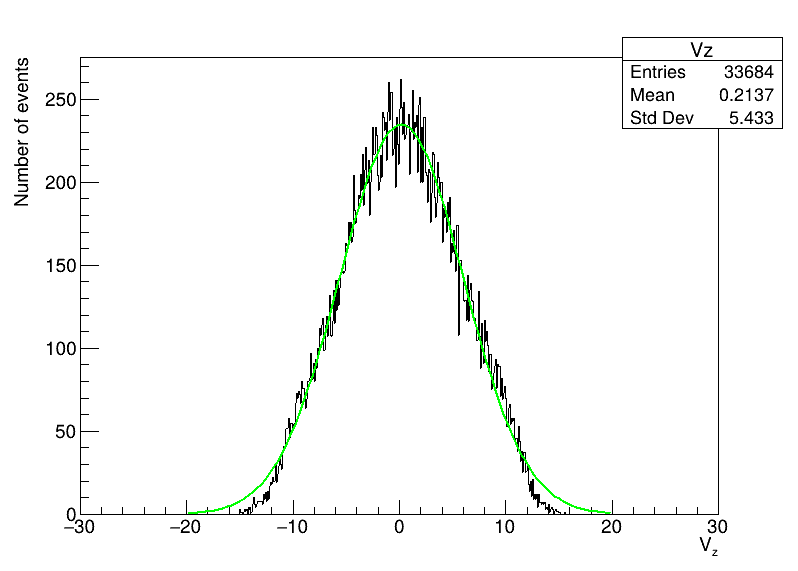 Vz
Entries 33684
Mean 0.2137
Std Dev 5.433
Number of events
250
200
150
100
50
0
−30 −20 −10 0 10 20 30
Vz